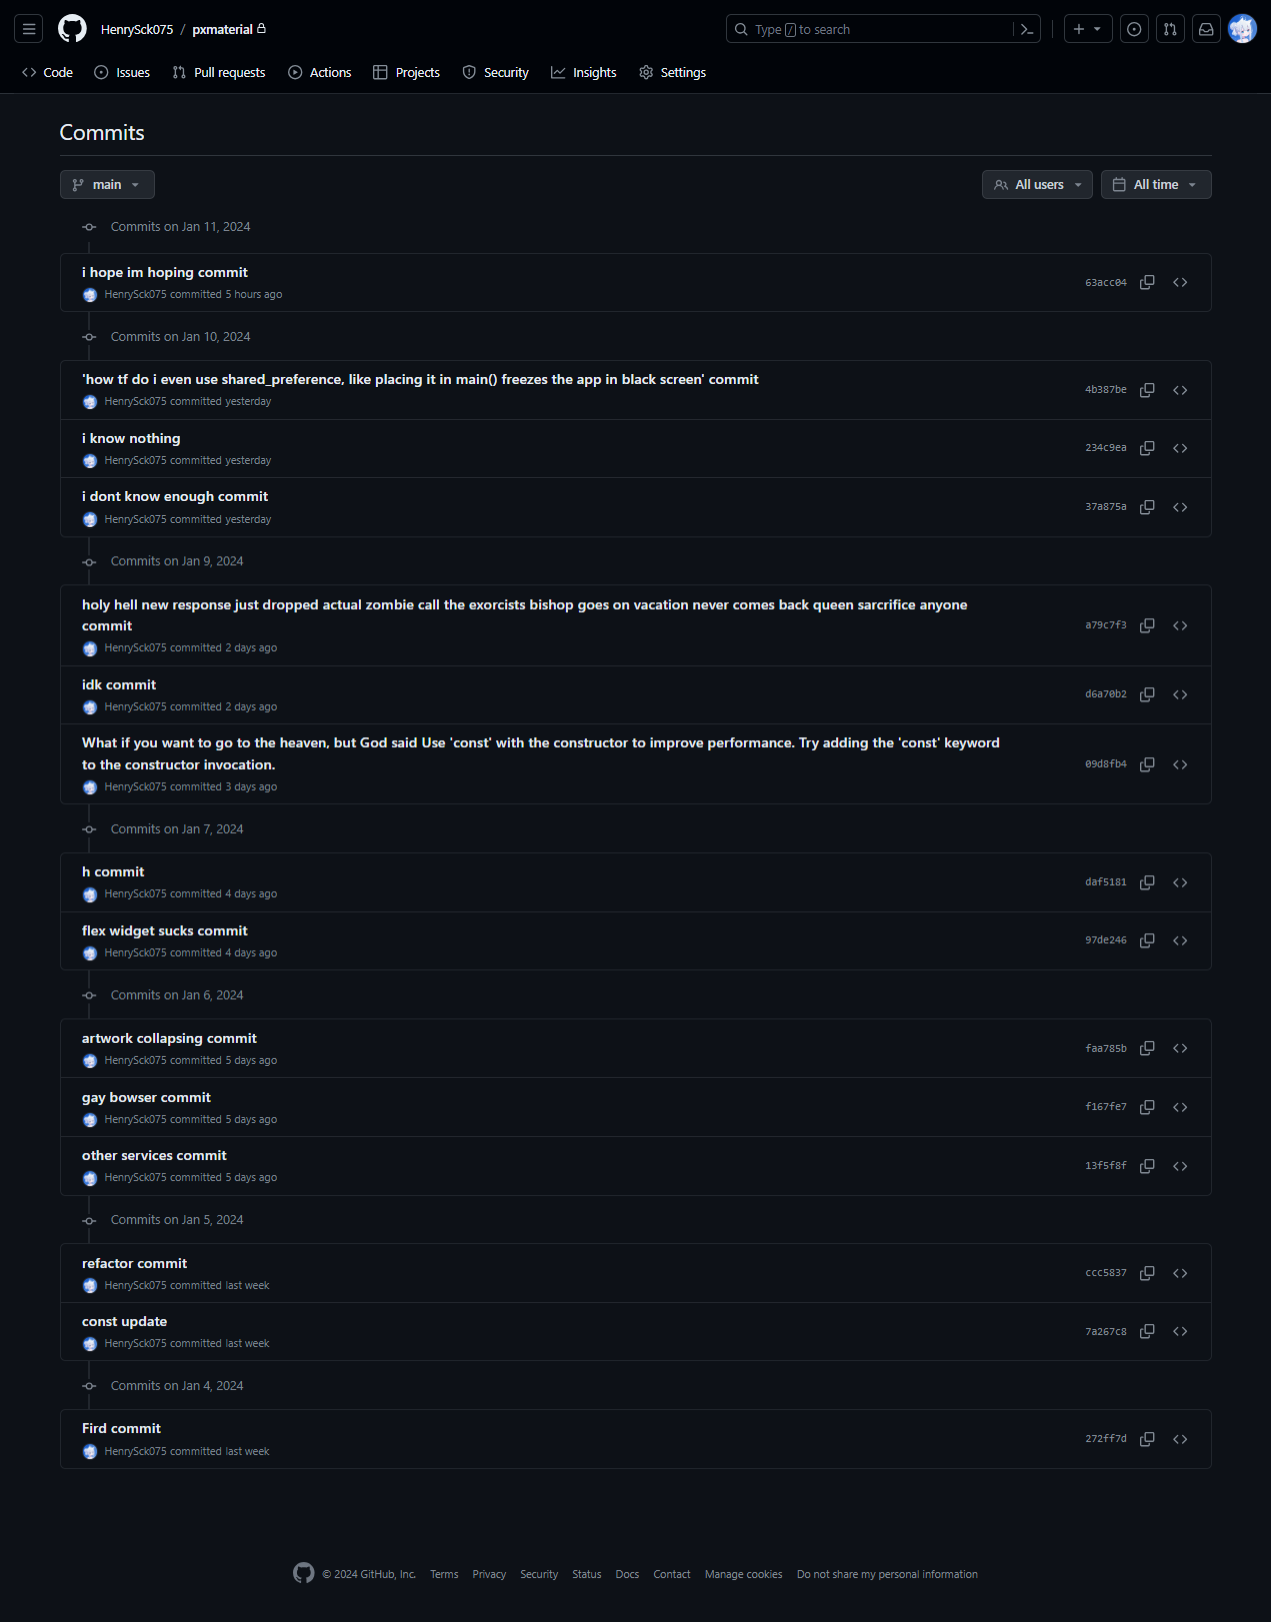 HenrySck075 / pxmaterial
Type / to search
Code
Issues
Pull requests
Actions
Projects
Security
Insights
Settings
Commits
main
All users
All time
Commits on Jan 11, 2024
i hope im hoping commit
HenrySck075 committed 5 hours ago
63acc04
Commits on Jan 10, 2024
'how tf do i even use shared_preference, like placing it in main() freezes the app in black screen' commit
HenrySck075 committed yesterday
4b387be
i know nothing
HenrySck075 committed yesterday
234c9ea
i dont know enough commit
HenrySck075 committed yesterday
37a875a
Commits on Jan 9, 2024
holy hell new response just dropped actual zombie call the exorcists bishop goes on vacation never comes back queen sarcrifice anyone
commit
HenrySck075 committed 2 days ago
a79c7f3
idk commit
HenrySck075 committed 2 days ago
d6a70b2
What if you want to go to the heaven, but God said Use 'const' with the constructor to improve performance. Try adding the 'const' keyword
to the constructor invocation.
HenrySck075 committed 3 days ago
09d8fb4
Commits on Jan 7, 2024
h commit
HenrySck075 committed 4 days ago
daf5181
flex widget sucks commit
HenrySck075 committed 4 days ago
97de246
Commits on Jan 6, 2024
artwork collapsing commit
HenrySck075 committed 5 days ago
faa785b
gay bowser commit
HenrySck075 committed 5 days ago
f167fe7
other services commit
HenrySck075 committed 5 days ago
13f5f8f
Commits on Jan 5, 2024
refactor commit
HenrySck075 committed last week
ccc5837
const update
HenrySck075 committed last week
7a267c8
Commits on Jan 4, 2024
Fird commit
HenrySck075 committed last week
272ff7d
© 2024 GitHub, Inc.
Terms
Privacy
Security
Status
Docs
Contact
Manage cookies
Do not share my personal information